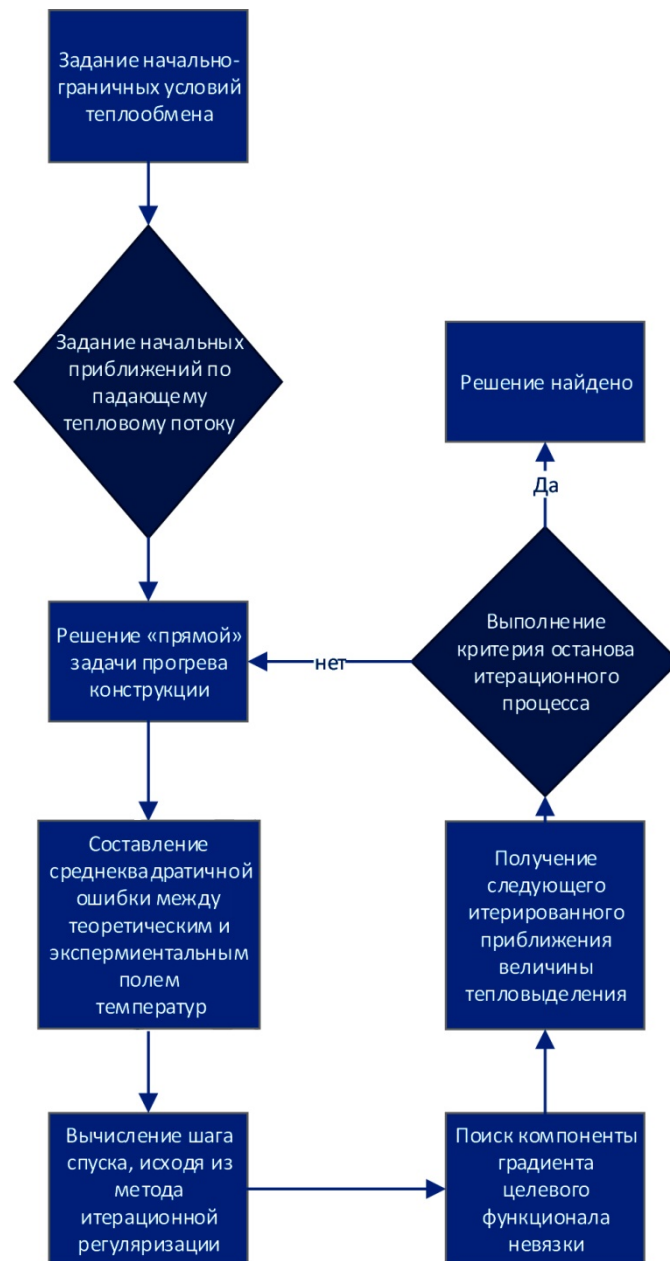 Задание начально-
граничных условий
теплообмена
Задание начальных
приближений по
падающему
тепловому потоку
Решение «прямой»
задачи прогрева
конструкции
Составление
среднеквадратичной
ошибки между
теоретическим и
экспермиентальным
полем
температур
Вычисление шага
спуска, исходя из
метода
итерационной
регуляризации
Поиск компоненты
градиента
целевого
функционала
невязки
Получение
следующего
итерированного
приближения
величины
тепловыделения
Выполнение
критерия останова
итерационного
процесса
нет
Да
Решение найдено